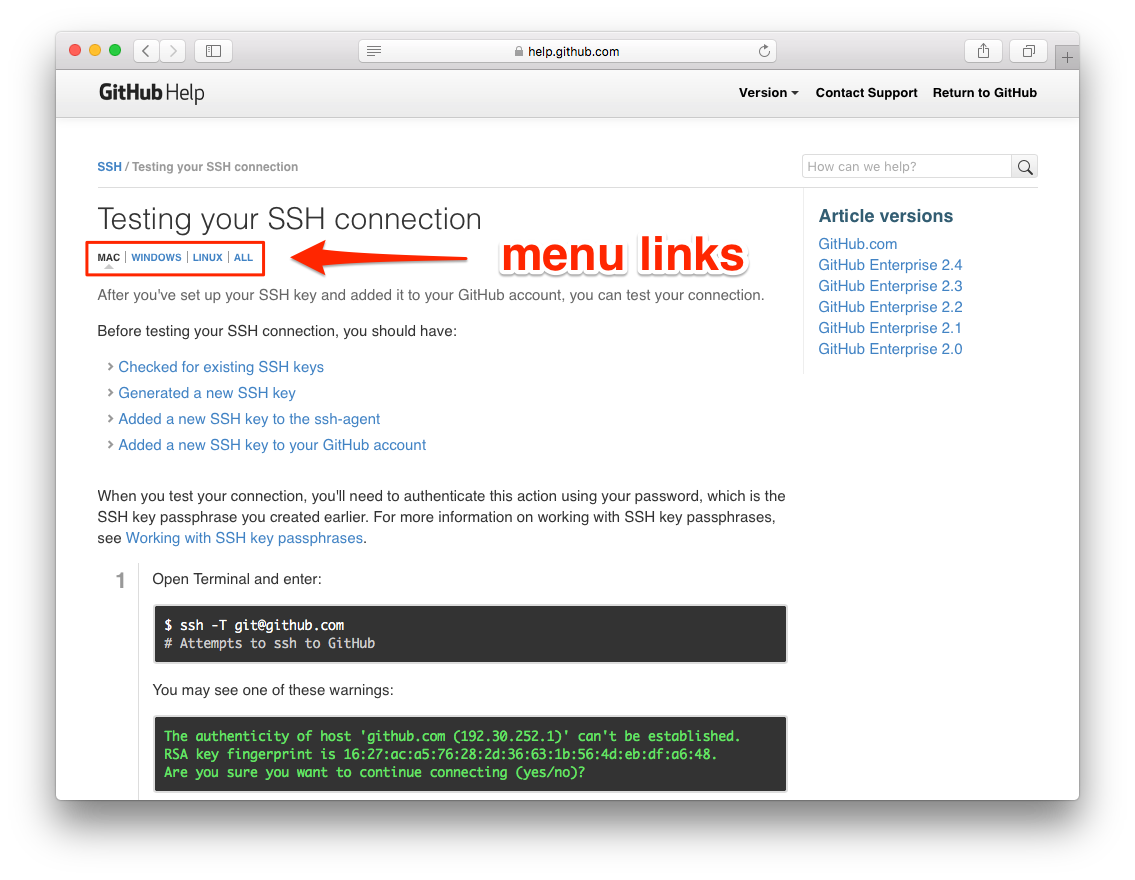 help.github.com
GitHub Help
Version Contact Support Return to GitHub
SSH / Testing your SSH connection
How can we help?
Testing your SSH connection
MAC | WINDOWS | LINUX | ALL
menu links
After you've set up your SSH key and added it to your GitHub account, you can test your connection.
Before testing your SSH connection, you should have:
Checked for existing SSH keys
Generated a new SSH key
Added a new SSH key to the ssh-agent
Added a new SSH key to your GitHub account
When you test your connection, you'll need to authenticate this action using your password, which is the
SSH key passphrase you created earlier. For more information on working with SSH key passphrases,
see Working with SSH key passphrases.
1 Open Terminal and enter:
$ ssh -T git@github.com
# Attempts to ssh to GitHub
You may see one of these warnings:
The authenticity of host 'github.com (192.30.252.1)' can't be established.
RSA key fingerprint is 16:27:ac:a5:76:28:2d:36:63:1b:56:4d:eb:df:a6:48.
Are you sure you want to continue connecting (yes/no)?
Article versions
GitHub.com
GitHub Enterprise 2.4
GitHub Enterprise 2.3
GitHub Enterprise 2.2
GitHub Enterprise 2.1
GitHub Enterprise 2.0